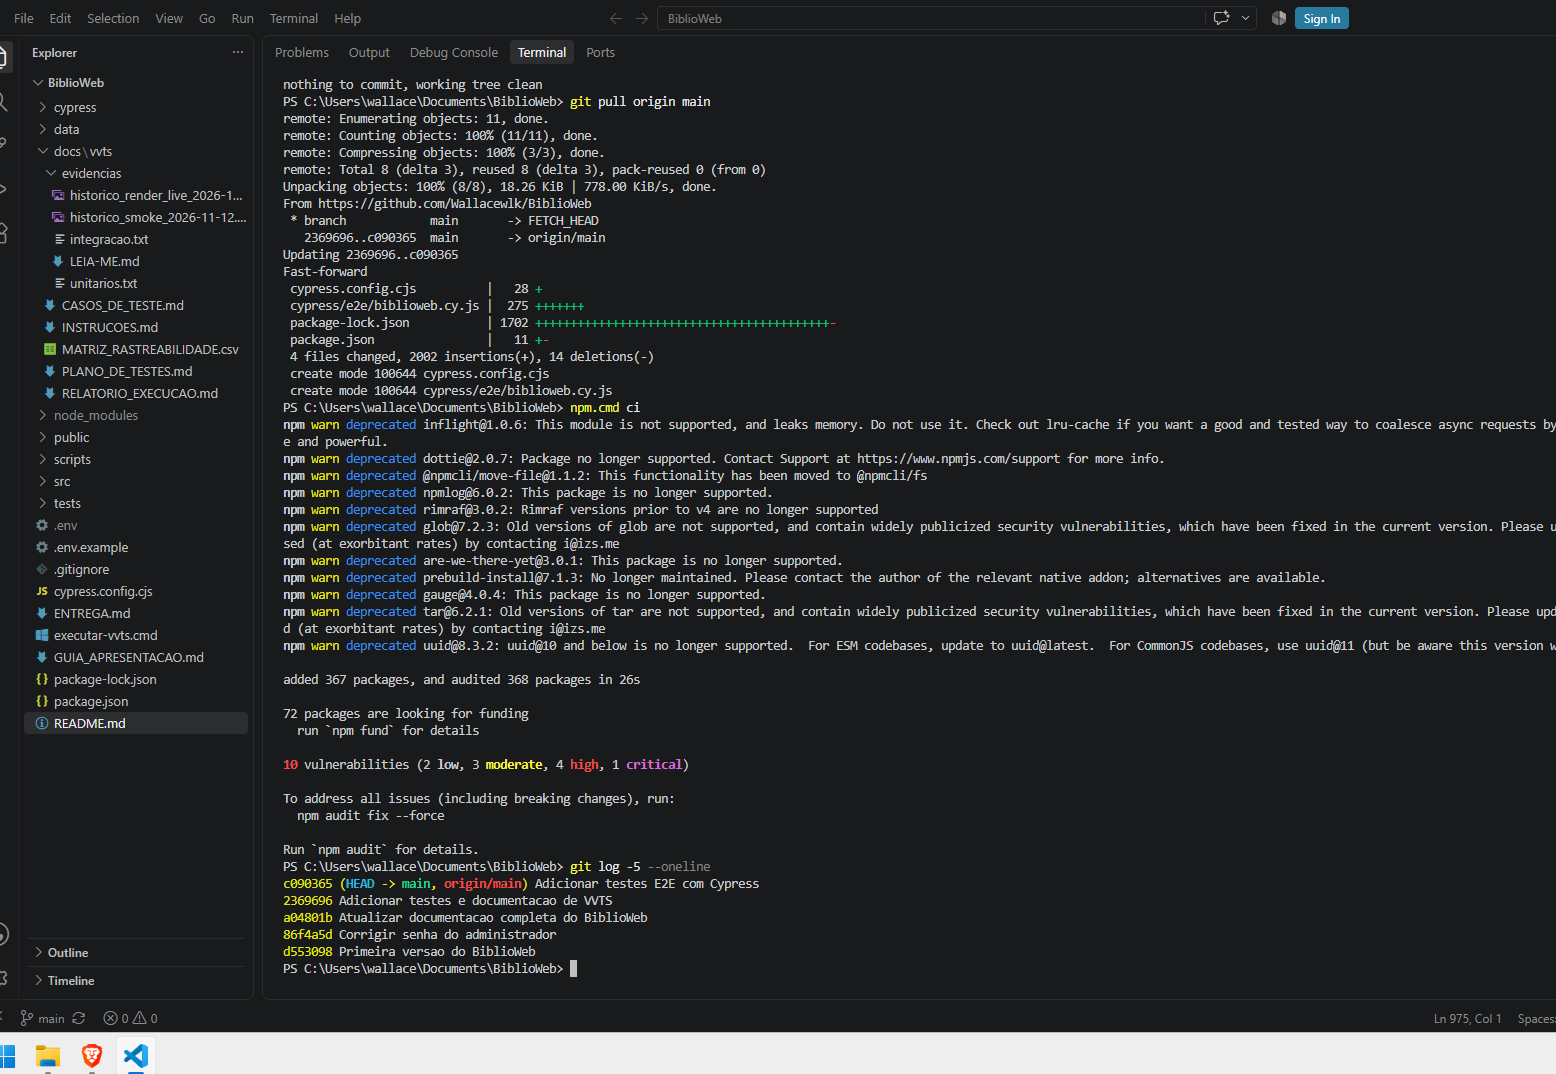 File Edit Selection View Go Run Terminal Help
BiblioWeb
Sign In
Explorer
BiblioWeb
cypress
data
docs\vvts
evidencias
historico_render_live_2026-1...
historico_smoke_2026-11-12....
integracao.txt
LEIA-ME.md
unitarios.txt
CASOS_DE_TESTE.md
INSTRUCOES.md
MATRIZ_RASTREABILIDADE.csv
PLANO_DE_TESTES.md
RELATORIO_EXECUCAO.md
node_modules
public
scripts
src
tests
.env
.env.example
.gitignore
JS cypress.config.cjs
ENTREGA.md
executar-vvts.cmd
GUIA_APRESENTACAO.md
{} package-lock.json
{} package.json
README.md
Outline
Timeline
Problems Output Debug Console Terminal Ports
nothing to commit, working tree clean
PS C:\Users\wallace\Documents\BiblioWeb> git pull origin main
remote: Enumerating objects: 11, done.
remote: Counting objects: 100% (11/11), done.
remote: Compressing objects: 100% (3/3), done.
remote: Total 8 (delta 3), reused 8 (delta 3), pack-reused 0 (from 0)
Unpacking objects: 100% (8/8), 18.26 KiB | 778.00 KiB/s, done.
From https://github.com/Wallacewlk/BiblioWeb
 * branch            main       -> FETCH_HEAD
   2369696..c090365  main       -> origin/main
Updating 2369696..c090365
Fast-forward
 cypress.config.cjs          |   28 +
 cypress/e2e/biblioweb.cy.js |  275 +++++++
 package-lock.json           | 1702 ++++++++++++++++++++++++++++++++++++++++++-
 package.json                |   11 +-
 4 files changed, 2002 insertions(+), 14 deletions(-)
 create mode 100644 cypress.config.cjs
 create mode 100644 cypress/e2e/biblioweb.cy.js
PS C:\Users\wallace\Documents\BiblioWeb> npm.cmd ci
npm warn deprecated inflight@1.0.6: This module is not supported, and leaks memory. Do not use it. Check out lru-cache if you want a good and tested way to coalesce async requests by
e and powerful.
npm warn deprecated dottie@2.0.7: Package no longer supported. Contact Support at https://www.npmjs.com/support for more info.
npm warn deprecated @npmcli/move-file@1.1.2: This functionality has been moved to @npmcli/fs
npm warn deprecated npmlog@6.0.2: This package is no longer supported.
npm warn deprecated rimraf@3.0.2: Rimraf versions prior to v4 are no longer supported
npm warn deprecated glob@7.2.3: Old versions of glob are not supported, and contain widely publicized security vulnerabilities, which have been fixed in the current version. Please u
sed (at exorbitant rates) by contacting i@izs.me
npm warn deprecated are-we-there-yet@3.0.1: This package is no longer supported.
npm warn deprecated prebuild-install@7.1.3: No longer maintained. Please contact the author of the relevant native addon; alternatives are available.
npm warn deprecated gauge@4.0.4: This package is no longer supported.
npm warn deprecated tar@6.2.1: Old versions of tar are not supported, and contain widely publicized security vulnerabilities, which have been fixed in the current version. Please upd
d (at exorbitant rates) by contacting i@izs.me
npm warn deprecated uuid@8.3.2: uuid@10 and below is no longer supported.  For ESM codebases, update to uuid@latest.  For CommonJS codebases, use uuid@11 (but be aware this version w
added 367 packages, and audited 368 packages in 26s
72 packages are looking for funding
  run `npm fund` for details
10 vulnerabilities (2 low, 3 moderate, 4 high, 1 critical)
To address all issues (including breaking changes), run:
  npm audit fix --force
Run `npm audit` for details.
PS C:\Users\wallace\Documents\BiblioWeb> git log -5 --oneline
c090365 (HEAD -> main, origin/main) Adicionar testes E2E com Cypress
2369696 Adicionar testes e documentacao de VVTS
a04801b Atualizar documentacao completa do BiblioWeb
86f4a5d Corrigir senha do administrador
d553098 Primeira versao do BiblioWeb
PS C:\Users\wallace\Documents\BiblioWeb>
main 0 0
Ln 975, Col 1 Spaces: